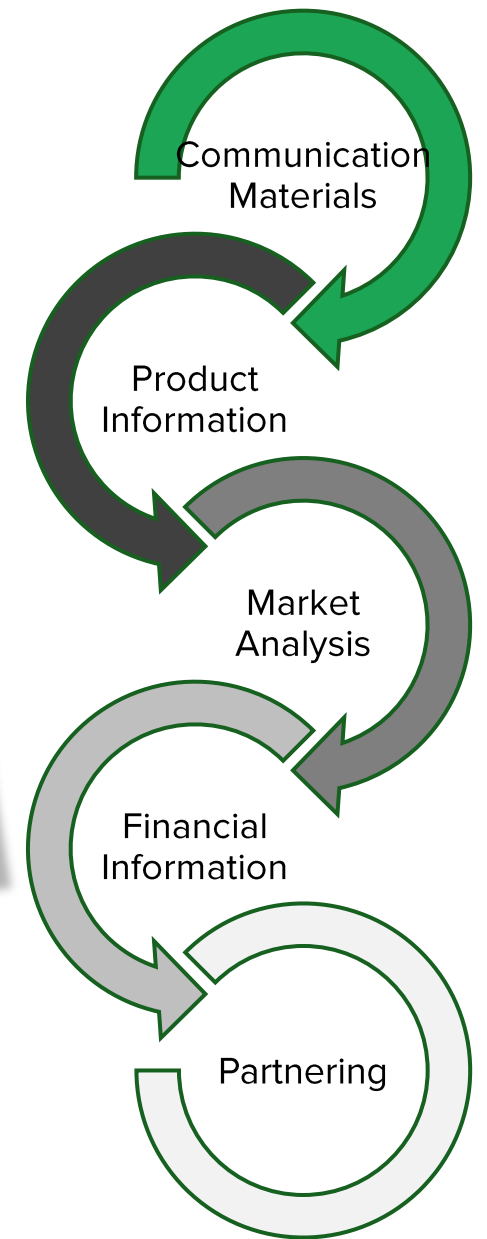 Communication
Materials
Product
Information
Market
Analysis
Financial
Information
Partnering